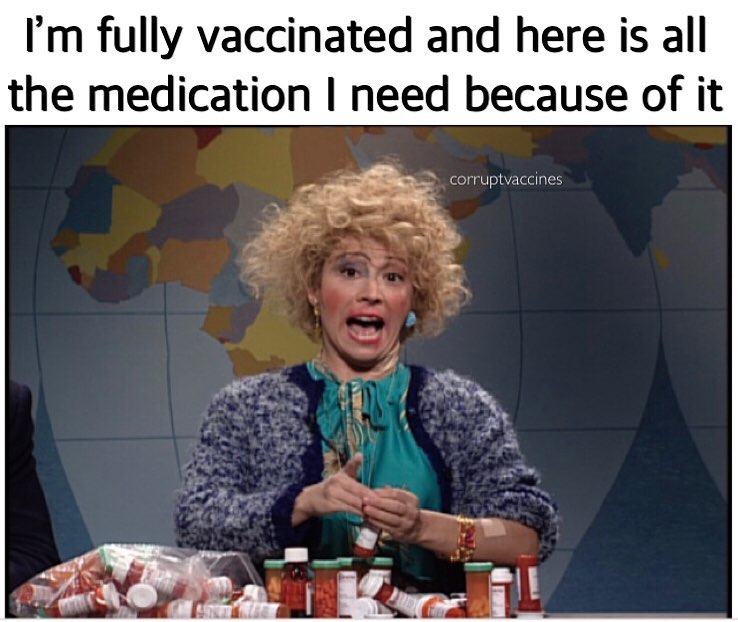 I'm fully vaccinated and here is all
the medication I need because of it
corruptvaccines